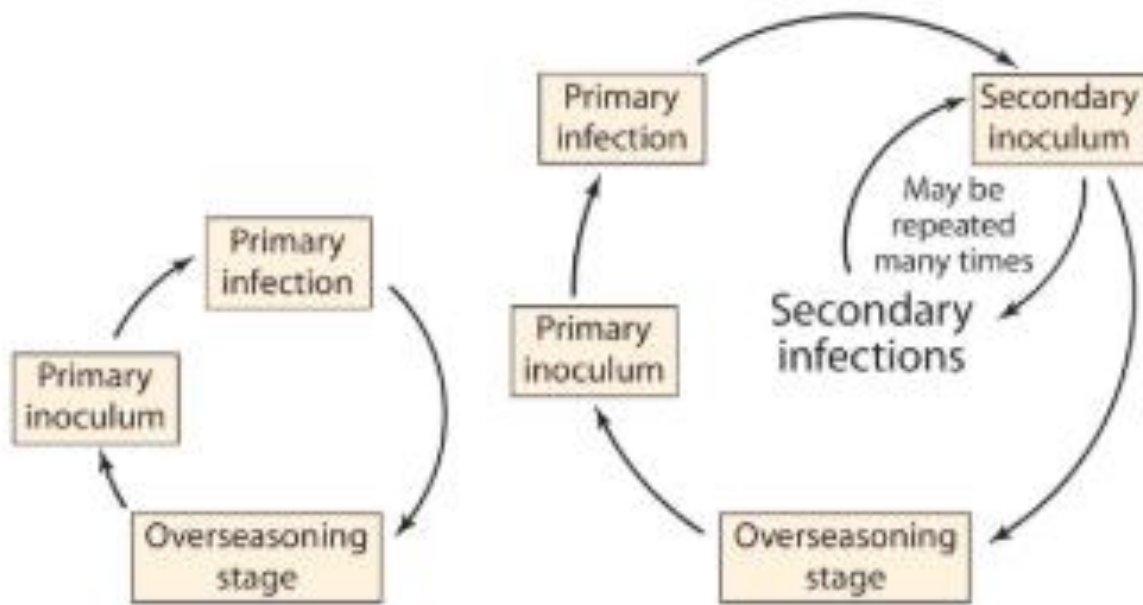 Primary
infection
Primary
inoculum
Overseasoning
stage
Primary
infection
Secondary
inoculum
May be
repeated
many times
Secondary
infections
Primary
inoculum
Overseasoning
stage